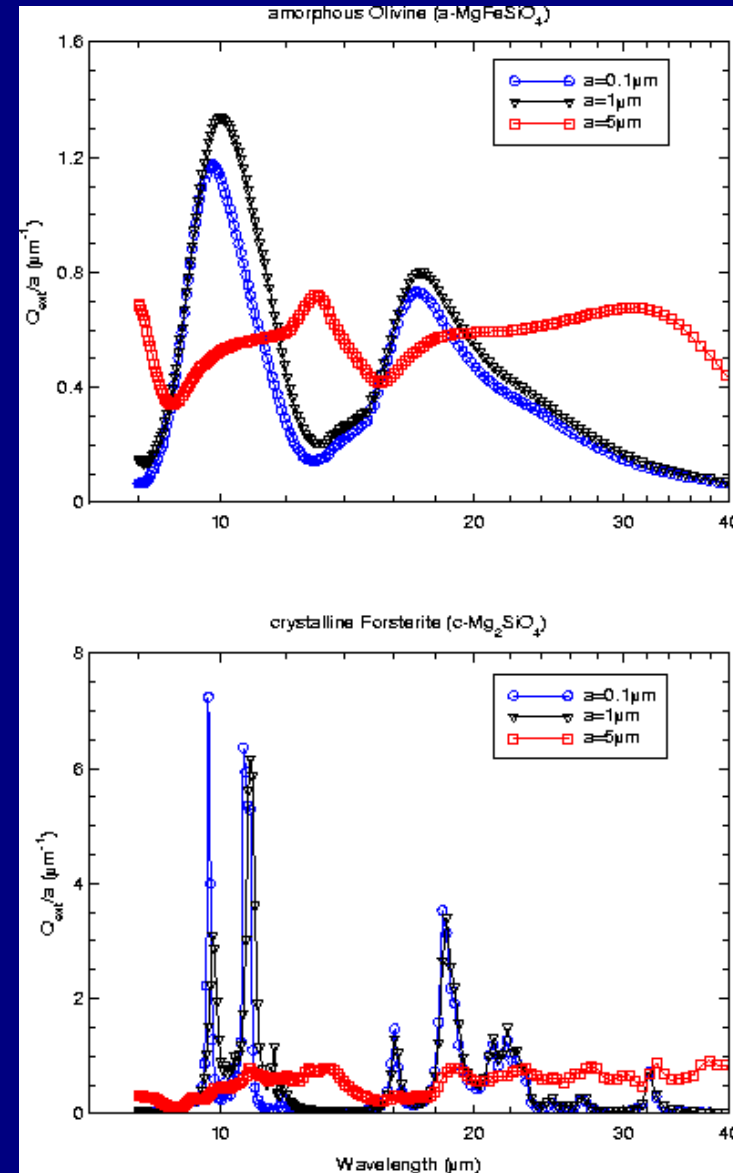 amorphous Olivine (a-MgFeSiO₄)
1.6
1.2
0.8
0.4
0
Q_ext/a (µm⁻¹)
a=0.1µm
a=1µm
a=5µm
10 20 30 40
crystalline Forsterite (c-Mg₂SiO₄)
8
6
4
2
0
Q_ext/a (µm⁻¹)
a=0.1µm
a=1µm
a=5µm
10 20 30 40
Wavelength (µm)